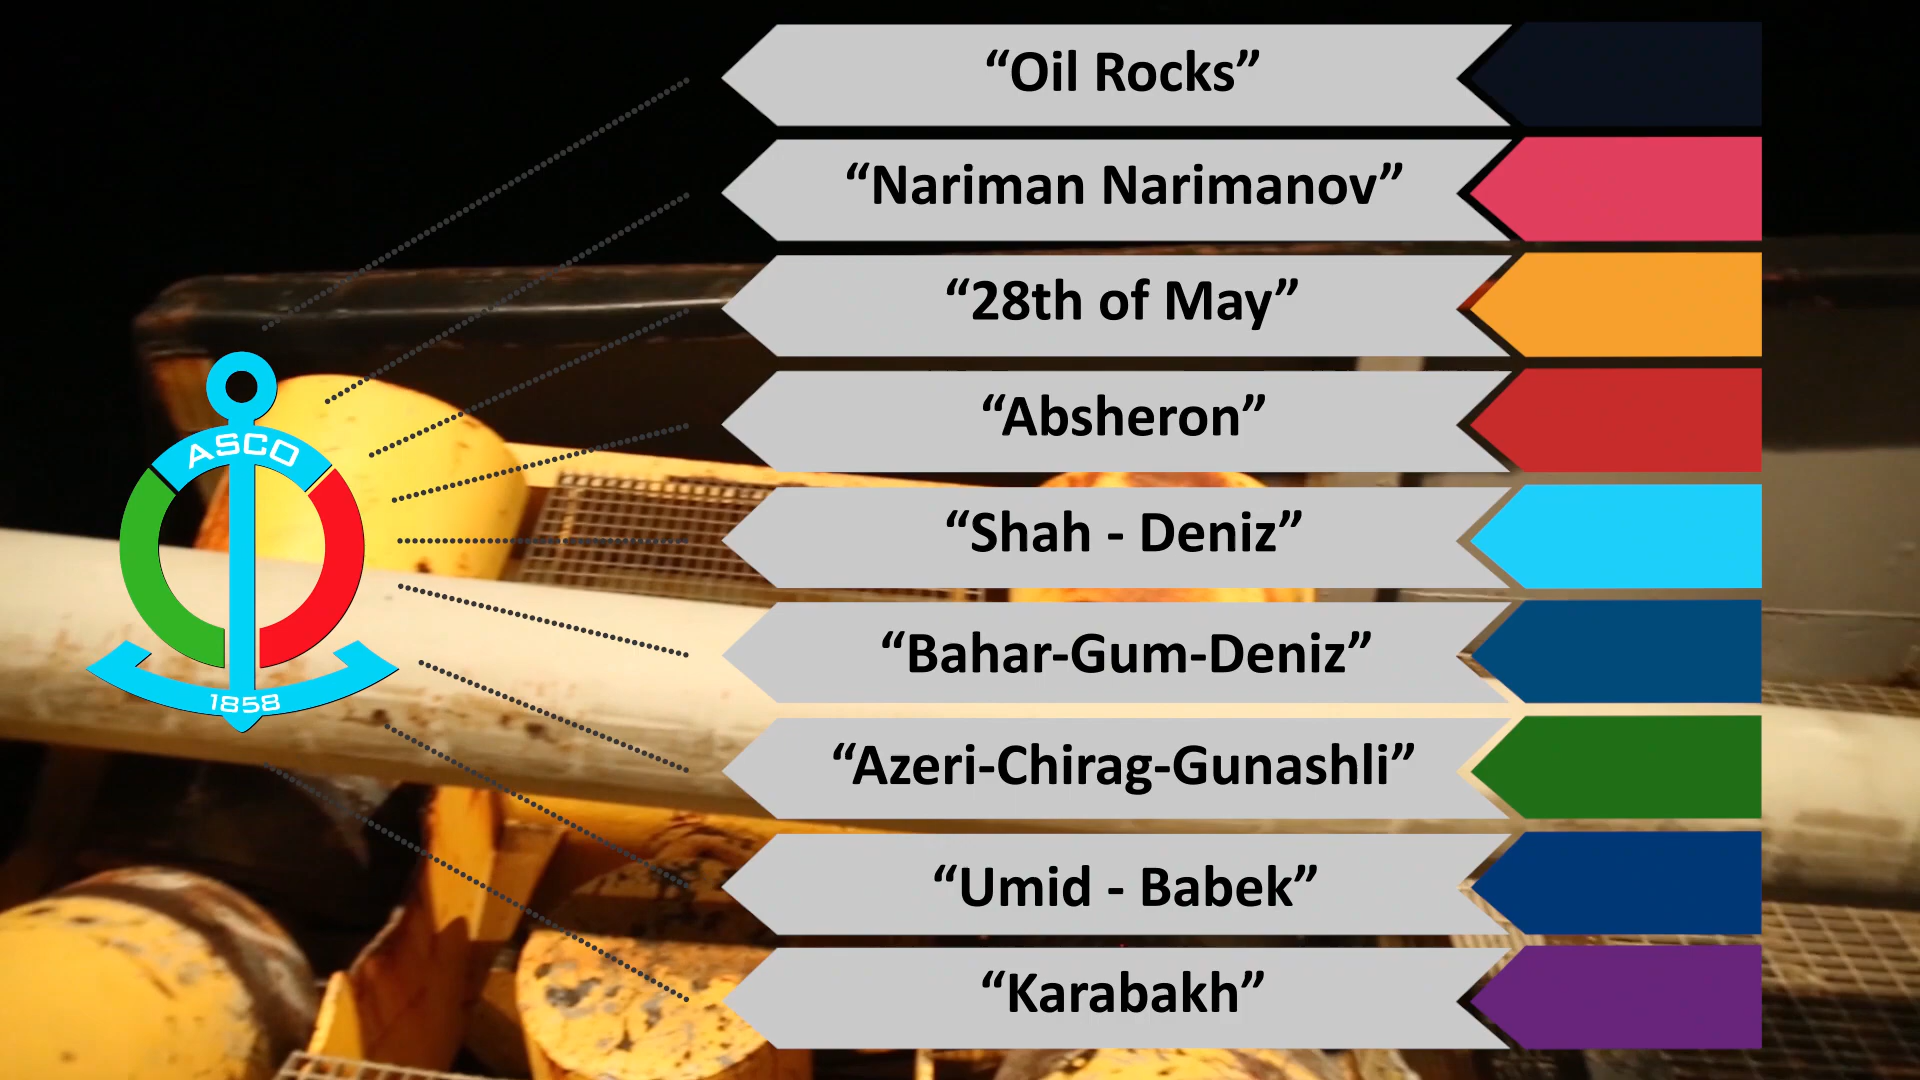 “Oil Rocks”
“Nariman Narimanov”
“28th of May”
“Absheron”
“Shah - Deniz”
“Bahar-Gum-Deniz”
“Azeri-Chirag-Gunashli”
“Umid - Babek”
“Karabakh”
ASCO
1858